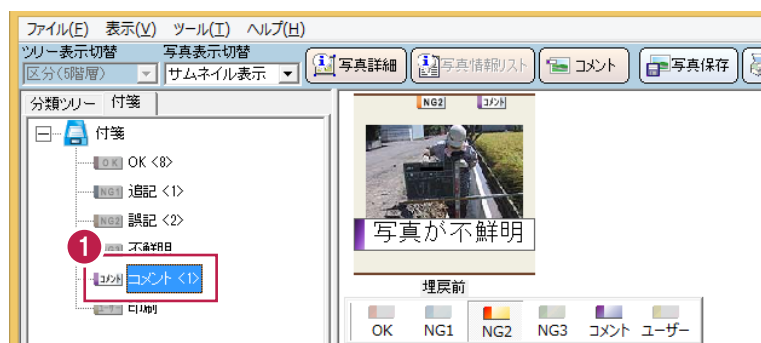 ファイル(F) 表示(V) ツール(T) ヘルプ(H)
ツリー表示切替 写真表示切替
区分(5階層) サムネイル表示 写真詳細 写真情報リスト コメント 写真保存
分類ツリー 付箋
付箋
OK OK <8>
NG1 追記 <1>
NG2 誤記 <2>
不鮮明
1
コメント コメント <1>
ユーザー 印刷
NG2 コメント
写真が不鮮明
埋戻前
OK NG1 NG2 NG3 コメント ユーザー